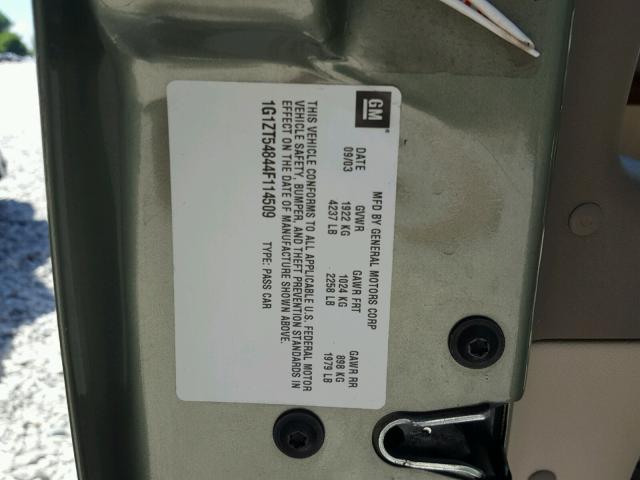 GM
MFD BY GENERAL MOTORS CORP
DATE GVWR GAWR FRT GAWR RR
09/03 1922 KG 1024 KG 898 KG
4237 LB 2258 LB 1979 LB
THIS VEHICLE CONFORMS TO ALL APPLICABLE U.S. FEDERAL MOTOR
VEHICLE SAFETY, BUMPER, AND THEFT PREVENTION STANDARDS IN
EFFECT ON THE DATE OF MANUFACTURE SHOWN ABOVE.
1G1ZT54844F114509 TYPE: PASS CAR